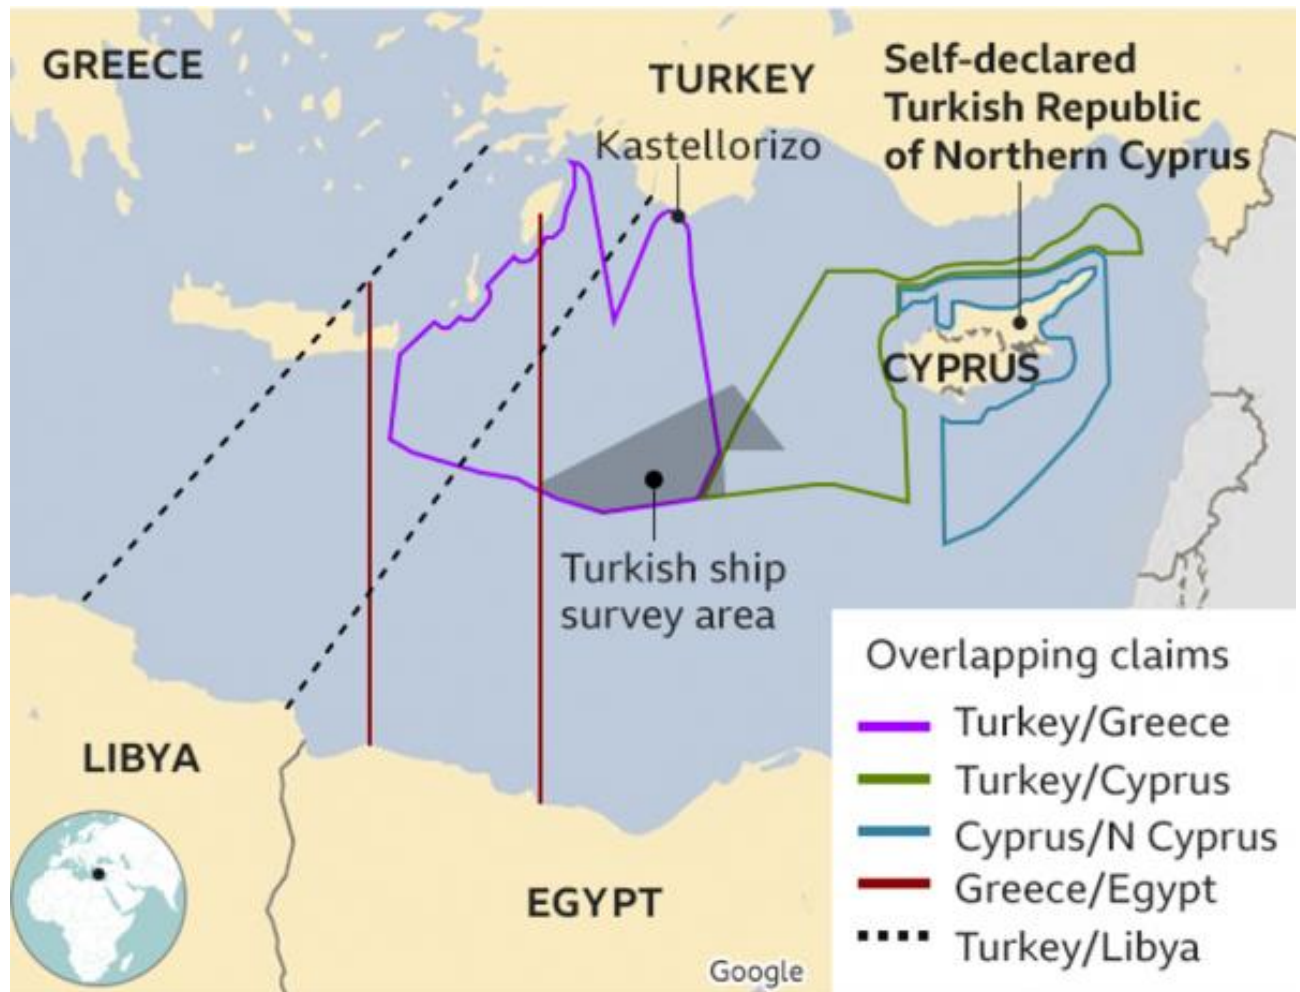 GREECE
TURKEY
Self-declared
Turkish Republic
of Northern Cyprus
Kastellorizo
CYPRUS
Turkish ship
survey area
LIBYA
EGYPT
Google
Overlapping claims
Turkey/Greece
Turkey/Cyprus
Cyprus/N Cyprus
Greece/Egypt
Turkey/Libya